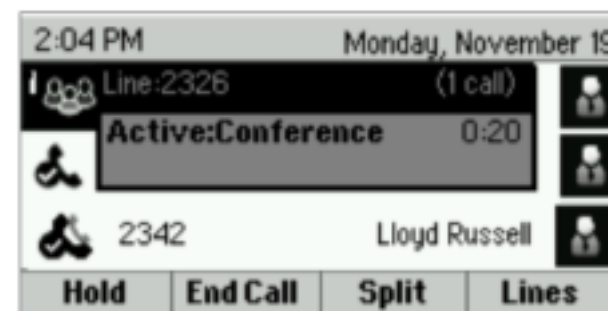 2:04 PM Monday, November 19
Line:2326 (1 call)
Active:Conference 0:20
2342 Lloyd Russell
Hold End Call Split Lines